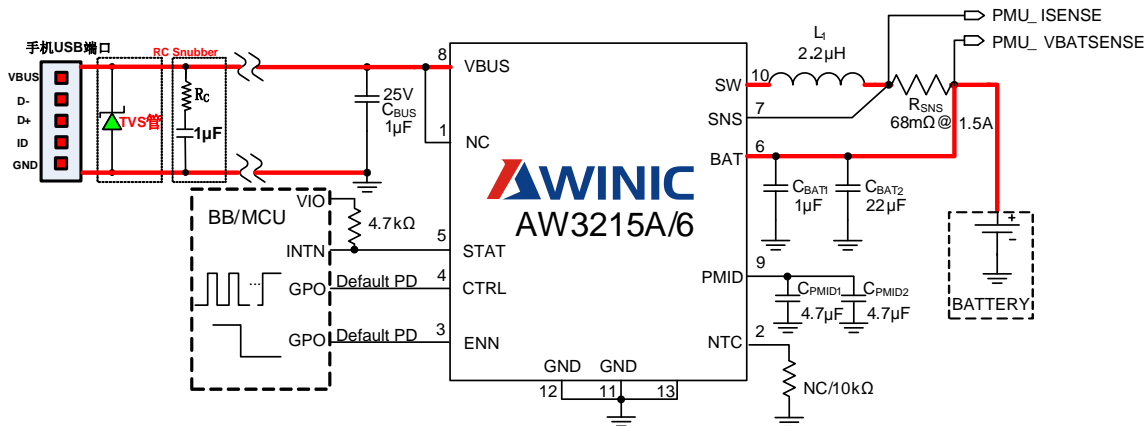 手机USB端口
VBUS
D-
D+
ID
GND
RC Snubber
TVS管
RC
1μF
25V
CBUS
1μF
8
VBUS
1
NC
BB/MCU
VIO
4.7kΩ
INTN
5
STAT
...
GPO
Default PD
4
CTRL
GPO
Default PD
3
ENN
AWINIC
AW3215A/6
GND
GND
12
11
13
L1
2.2μH
PMU_ISENSE
PMU_VBATSENSE
SW
10
SNS
7
RSNS
68mΩ@1.5A
BAT
6
CBAT1
1μF
CBAT2
22μF
PMID
9
CPMID1
4.7μF
CPMID2
4.7μF
NTC
2
NC/10kΩ
+
-
BATTERY